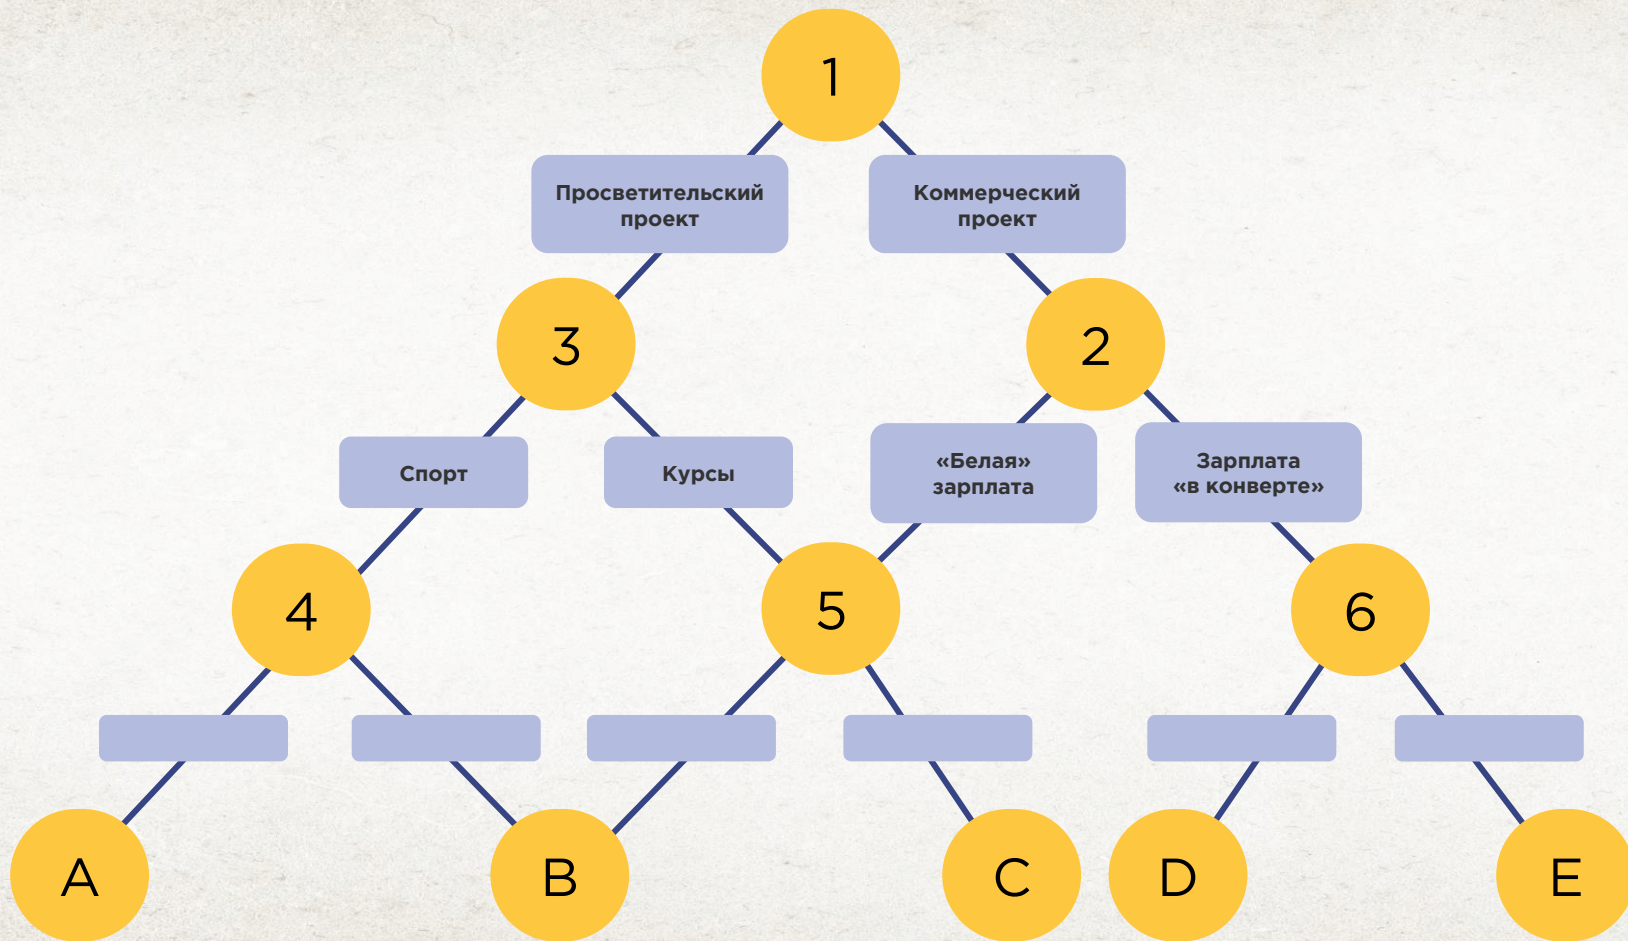 1
Просветительский
проект
Коммерческий
проект
3
2
Спорт
Курсы
«Белая»
зарплата
Зарплата
«в конверте»
4
5
6
A
B
C
D
E